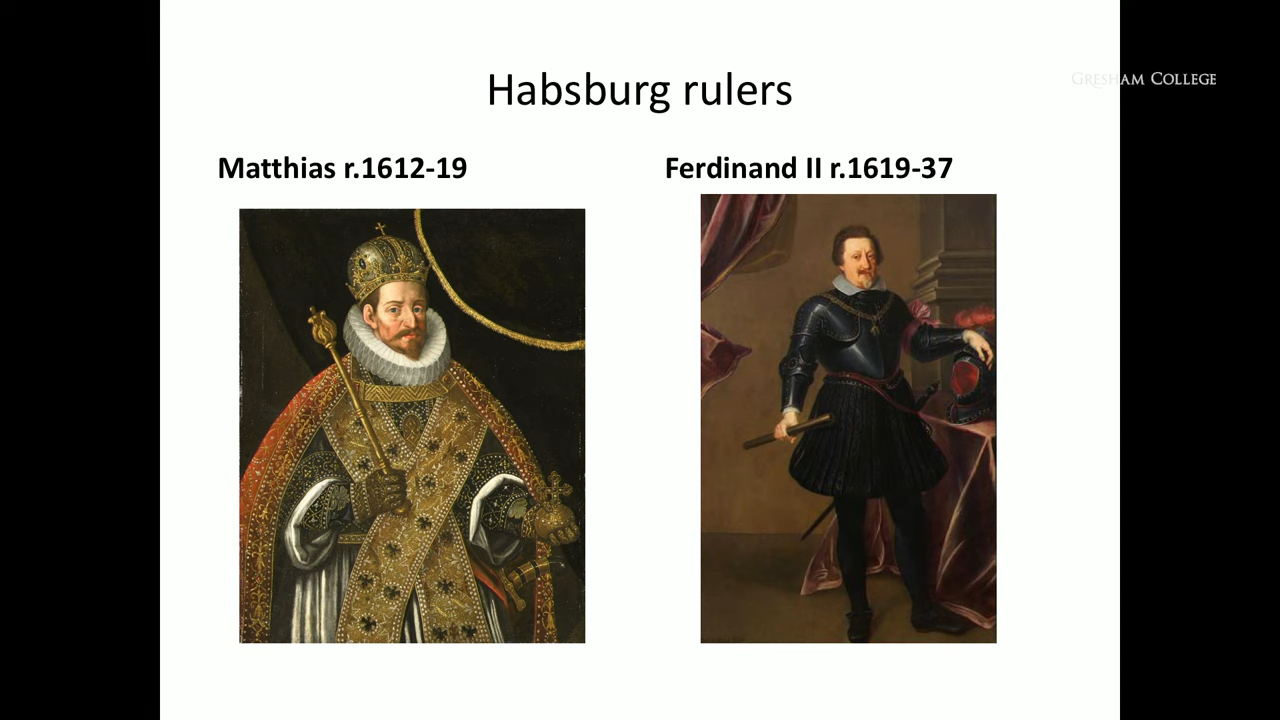 Habsburg rulers
GRESHAM COLLEGE
Matthias r.1612-19
Ferdinand II r.1619-37